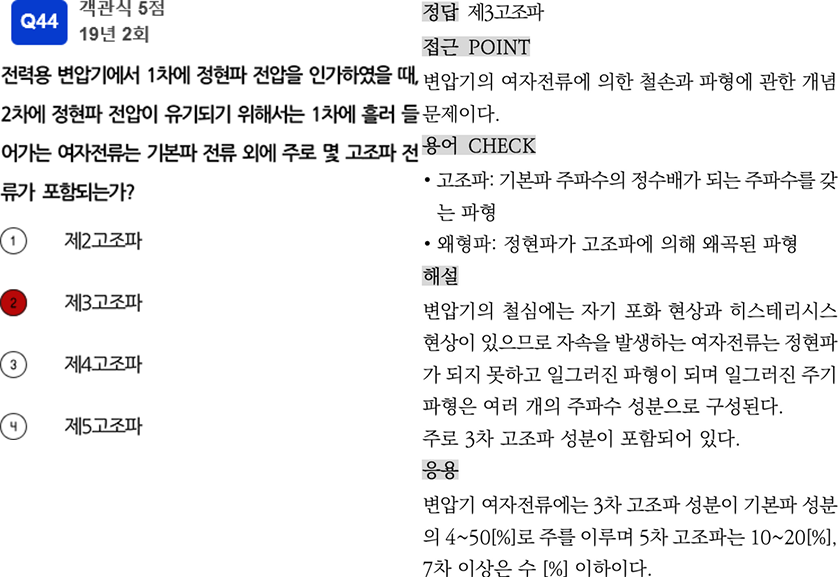 Q44
객관식 5점
19년 2회
전력용 변압기에서 1차에 정현파 전압을 인가하였을 때,
2차에 정현파 전압이 유기되기 위해서는 1차에 흘러 들
어가는 여자전류는 기본파 전류 외에 주로 몇 고조파 전
류가 포함되는가?
1 제2고조파
2 제3고조파
3 제4고조파
4 제5고조파
정답 제3고조파
접근 POINT
변압기의 여자전류에 의한 철손과 파형에 관한 개념
문제이다.
용어 CHECK
• 고조파: 기본파 주파수의 정수배가 되는 주파수를 갖
는 파형
• 왜형파: 정현파가 고조파에 의해 왜곡된 파형
해설
변압기의 철심에는 자기 포화 현상과 히스테리시스
현상이 있으므로 자속을 발생하는 여자전류는 정현파
가 되지 못하고 일그러진 파형이 되며 일그러진 주기
파형은 여러 개의 주파수 성분으로 구성된다.
주로 3차 고조파 성분이 포함되어 있다.
응용
변압기 여자전류에는 3차 고조파 성분이 기본파 성분
의 4~50[%]로 주를 이루며 5차 고조파는 10~20[%],
7차 이상은 수 [%] 이하이다.